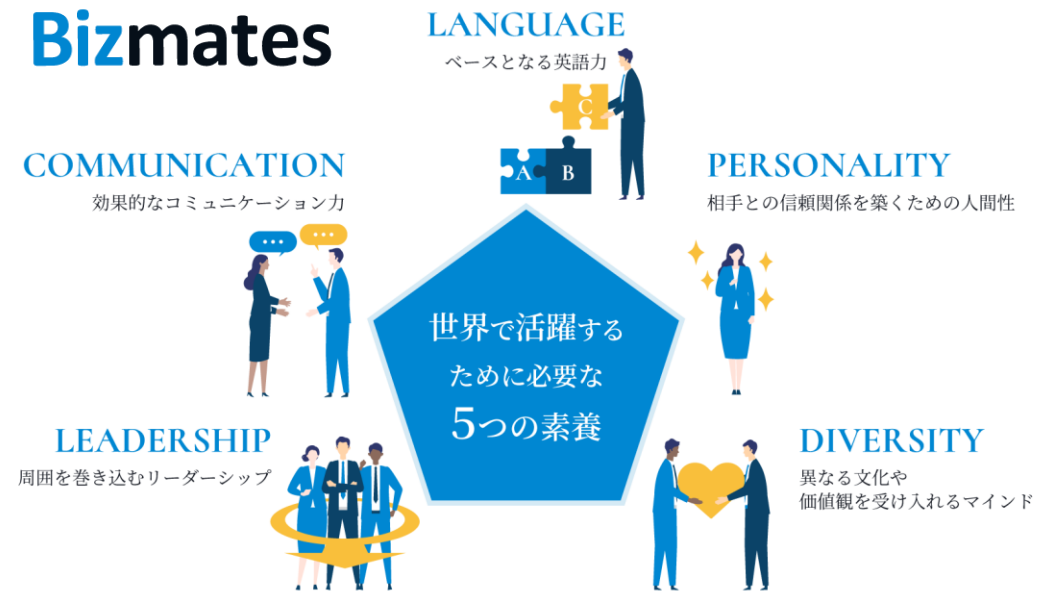 Bizmates
LANGUAGE
ベースとなる英語力
C
A B
COMMUNICATION
効果的なコミュニケーション力
PERSONALITY
相手との信頼関係を築くための人間性
世界で活躍する
ために必要な
5つの素養
LEADERSHIP
周囲を巻き込むリーダーシップ
DIVERSITY
異なる文化や
価値観を受け入れるマインド